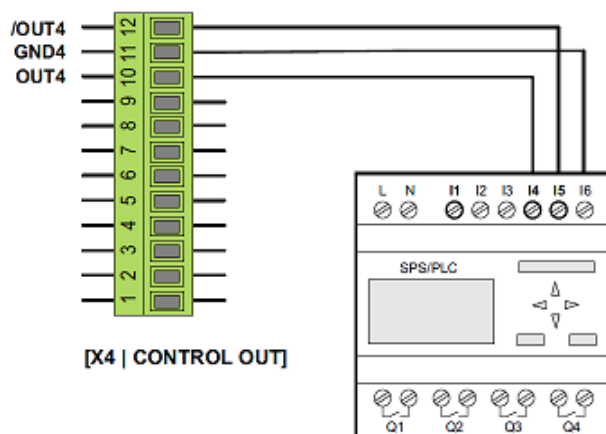 /OUT4 12
GND4 11
OUT4 10
9
8
7
6
5
4
3
2
1
[X4 | CONTROL OUT]
L N I1 I2 I3 I4 I5 I6
SPS/PLC
Q1 Q2 Q3 Q4